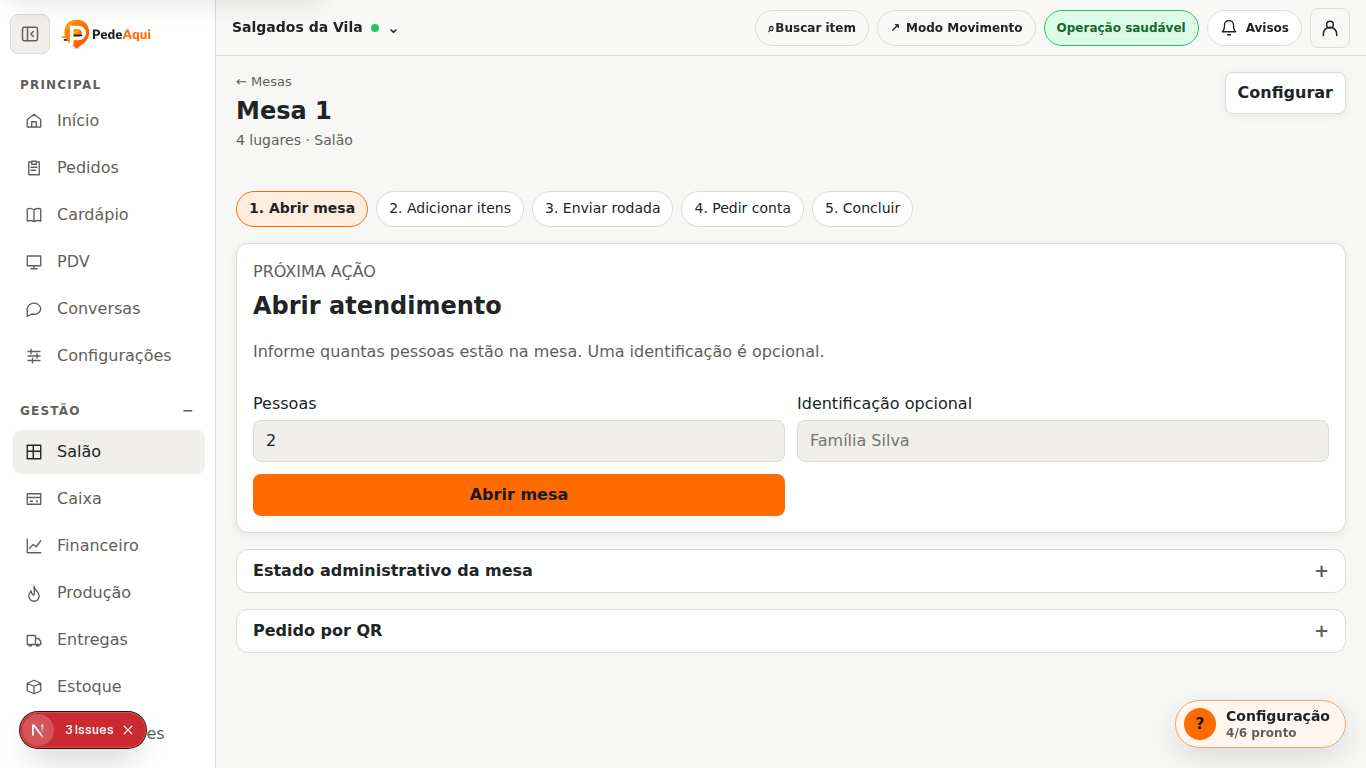 PedeAqui
Salgados da Vila
Buscar item
↗ Modo Movimento
Operação saudável
Avisos
PRINCIPAL
Início
Pedidos
Cardápio
PDV
Conversas
Configurações
GESTÃO −
Salão
Caixa
Financeiro
Produção
Entregas
Estoque
es
N 3 Issues ×
← Mesas
Mesa 1
4 lugares · Salão
Configurar
1. Abrir mesa
2. Adicionar itens
3. Enviar rodada
4. Pedir conta
5. Concluir
PRÓXIMA AÇÃO
Abrir atendimento
Informe quantas pessoas estão na mesa. Uma identificação é opcional.
Pessoas
2
Identificação opcional
Família Silva
Abrir mesa
Estado administrativo da mesa +
Pedido por QR +
? Configuração
4/6 pronto